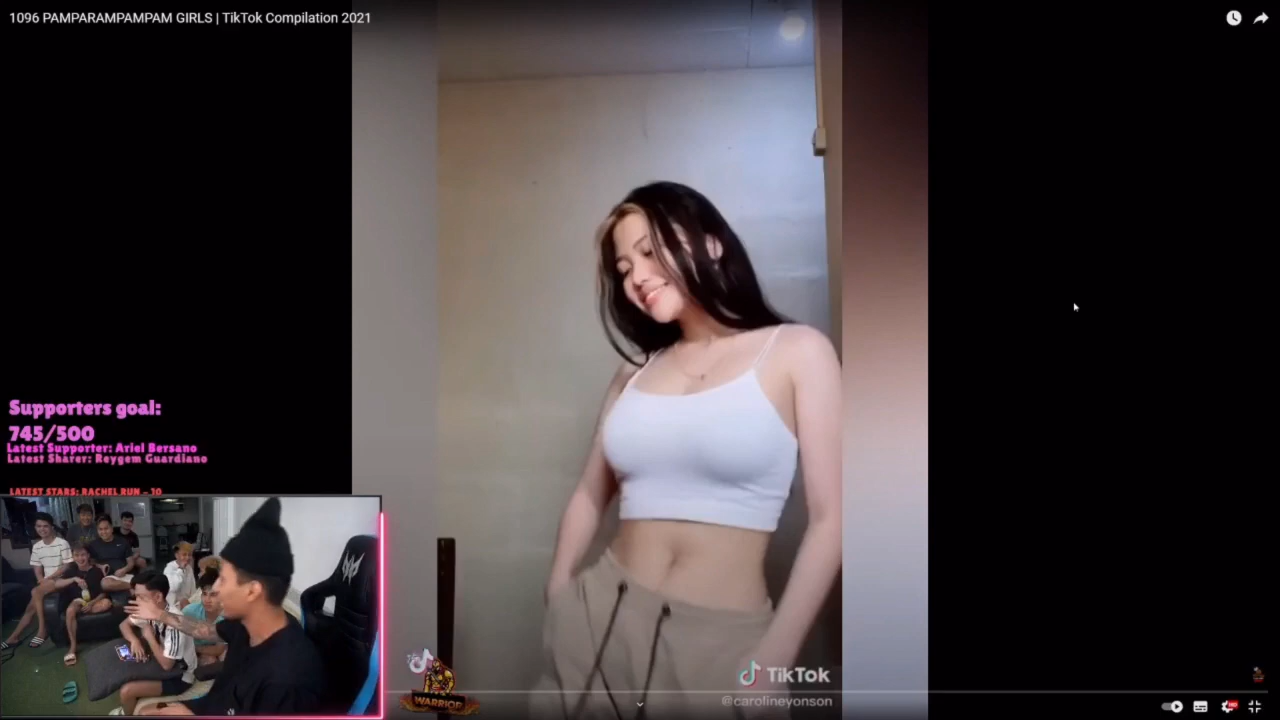 1096 PAMPARAMPAMPAM GIRLS | TikTok Compilation 2021
Supporters goal:
745/500
Latest Supporter: Ariel Bersano
Latest Sharer: Reygem Guardiano
LATEST STARS: RACHEL RUN - 30
WARRIOR
TikTok
@carolineyonson